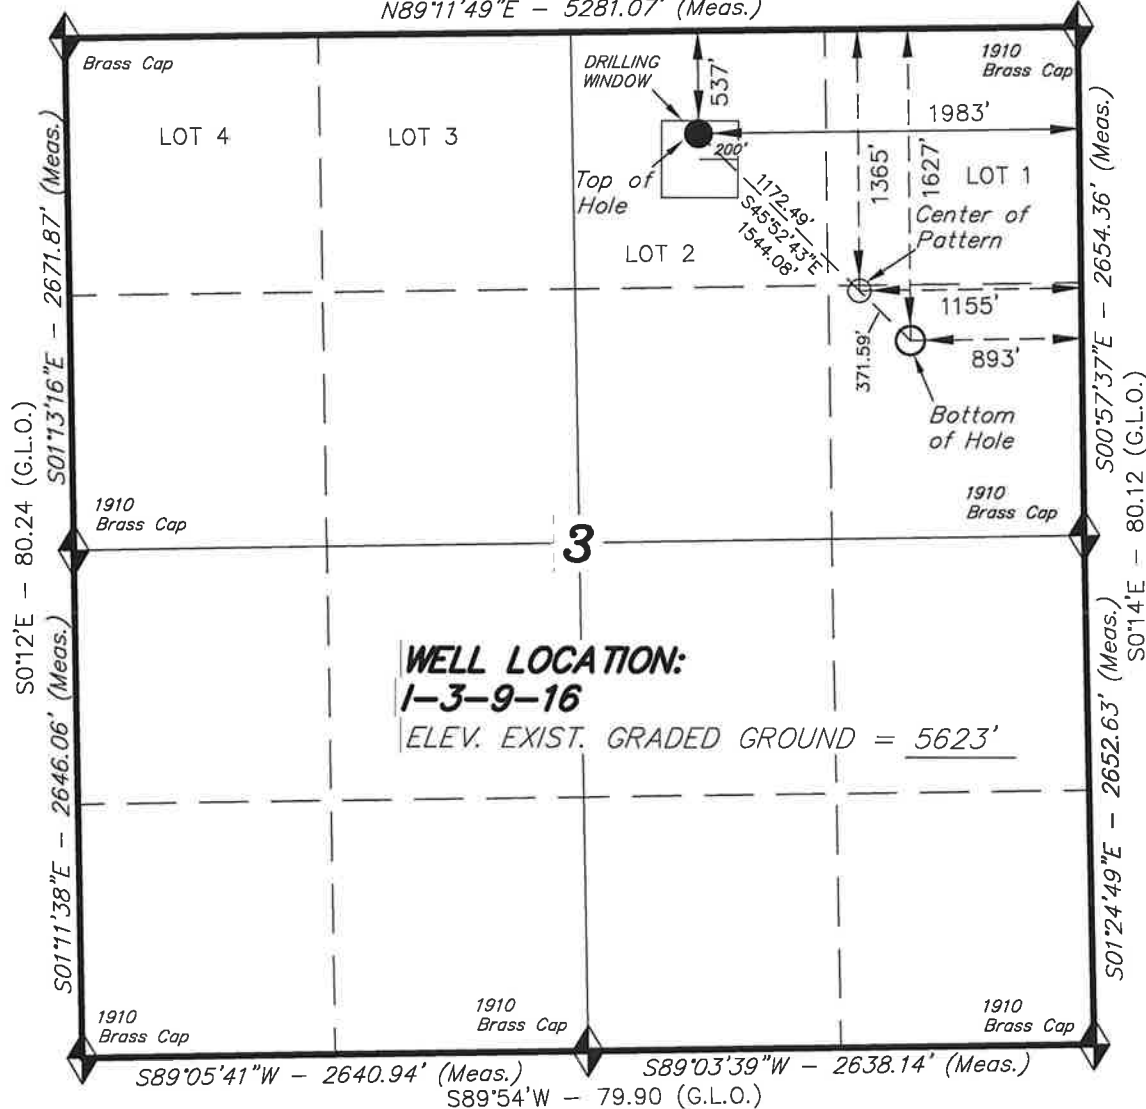 N89°11'49"E - 5281.07' (Meas.)
Brass Cap
1910
Brass Cap
DRILLING
WINDOW
537'
1983'
LOT 4
LOT 3
200'
1365'
1627'
LOT 1
Top of
Hole
1172.49'
S45°52'43"E
1544.08'
Center of
Pattern
LOT 2
1155'
371.59'
893'
Bottom
of Hole
S01°13'16"E - 2671.87' (Meas.)
S00°57'37"E - 2654.36' (Meas.)
S0°12'E - 80.24 (G.L.O.)
S0°14'E - 80.12 (G.L.O.)
1910
Brass Cap
1910
Brass Cap
3
WELL LOCATION:
I-3-9-16
ELEV. EXIST. GRADED GROUND = 5623'
S01°11'38"E - 2646.06' (Meas.)
S01°24'49"E - 2652.63' (Meas.)
1910
Brass Cap
1910
Brass Cap
1910
Brass Cap
S89°05'41"W - 2640.94' (Meas.)
S89°03'39"W - 2638.14' (Meas.)
S89°54'W - 79.90 (G.L.O.)